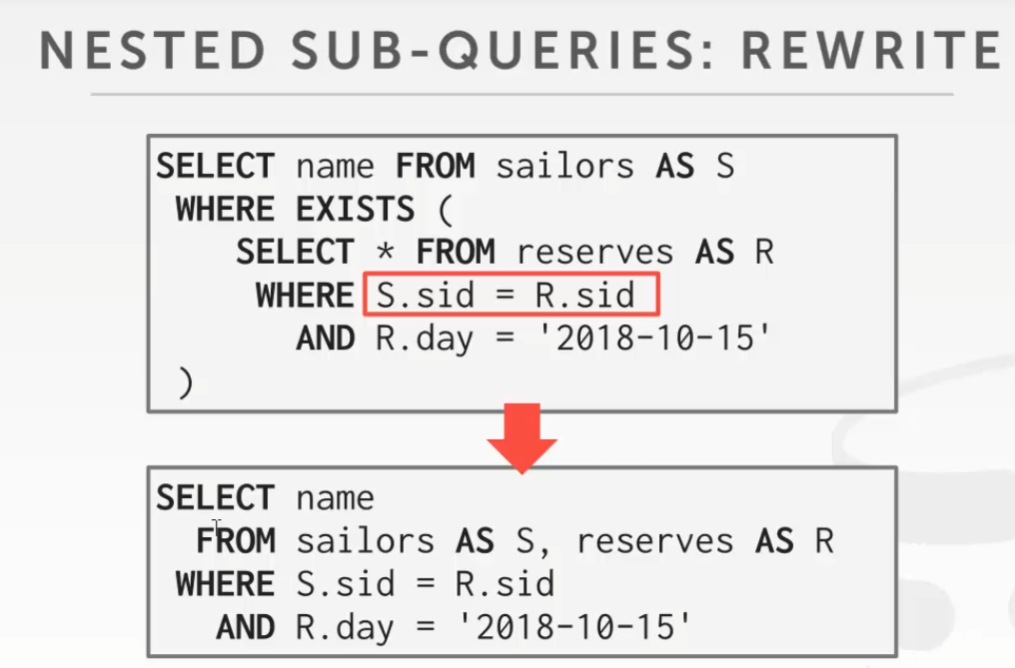 NESTED SUB-QUERIES: REWRITE
SELECT name FROM sailors AS S
WHERE EXISTS (
SELECT * FROM reserves AS R
WHERE S.sid = R.sid
AND R.day = '2018-10-15'
)
SELECT name
FROM sailors AS S, reserves AS R
WHERE S.sid = R.sid
AND R.day = '2018-10-15'